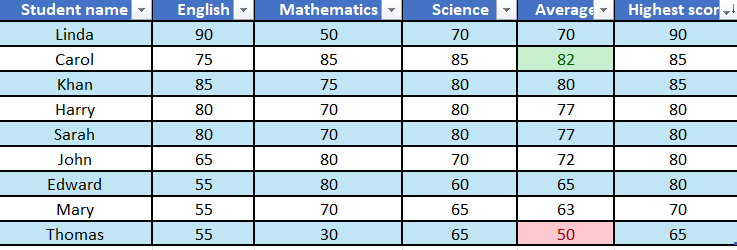 Student name English Mathematics Science Average Highest scor
Linda 90 50 70 70 90
Carol 75 85 85 82 85
Khan 85 75 80 80 85
Harry 80 70 80 77 80
Sarah 80 70 80 77 80
John 65 80 70 72 80
Edward 55 80 60 65 80
Mary 55 70 65 63 70
Thomas 55 30 65 50 65